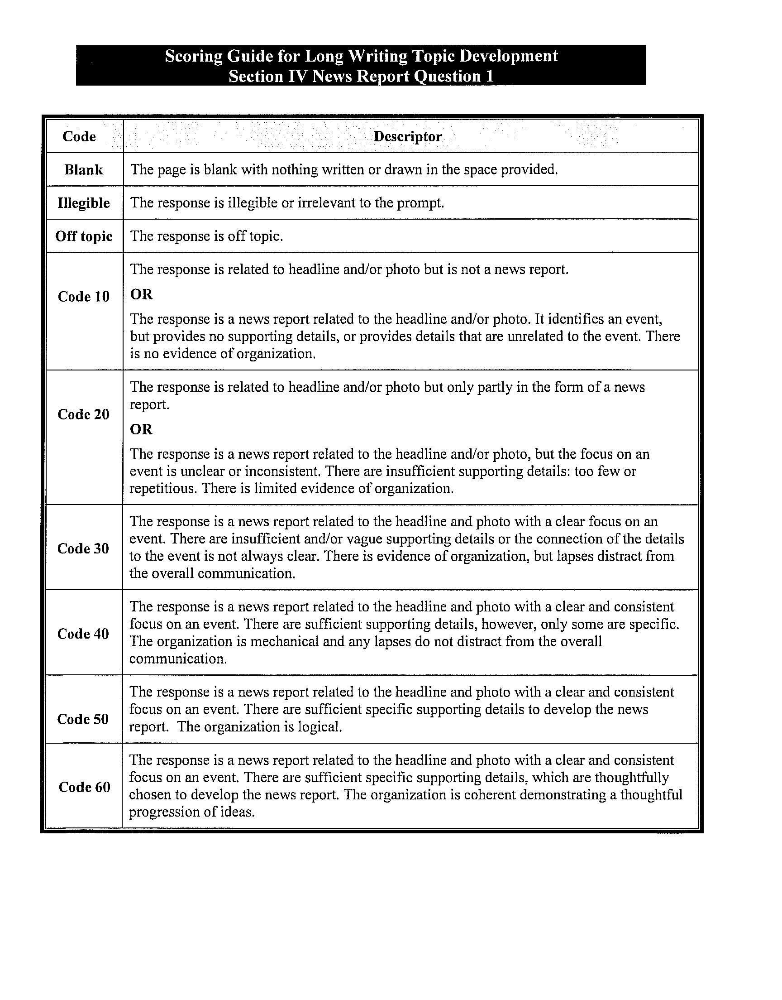 Scoring Guide for Long Writing Topic Development
Section IV News Report Question 1
Code Descriptor
Blank The page is blank with nothing written or drawn in the space provided.
Illegible The response is illegible or irrelevant to the prompt.
Off topic The response is off topic.
The response is related to headline and/or photo but is not a news report.
Code 10 OR
The response is a news report related to the headline and/or photo. It identifies an event,
but provides no supporting details, or provides details that are unrelated to the event. There
is no evidence of organization.
The response is related to headline and/or photo but only partly in the form of a news
report.
Code 20
OR
The response is a news report related to the headline and/or photo, but the focus on an
event is unclear or inconsistent. There are insufficient supporting details: too few or
repetitious. There is limited evidence of organization.
The response is a news report related to the headline and photo with a clear focus on an
event. There are insufficient and/or vague supporting details or the connection of the details
Code 30
to the event is not always clear. There is evidence of organization, but lapses distract from
the overall communication.
The response is a news report related to the headline and photo with a clear and consistent
focus on an event. There are sufficient supporting details, however, only some are specific.
Code 40
The organization is mechanical and any lapses do not distract from the overall
communication.
The response is a news report related to the headline and photo with a clear and consistent
focus on an event. There are sufficient specific supporting details to develop the news
Code 50
report. The organization is logical.
The response is a news report related to the headline and photo with a clear and consistent
focus on an event. There are sufficient specific supporting details, which are thoughtfully
Code 60
chosen to develop the news report. The organization is coherent demonstrating a thoughtful
progression of ideas.